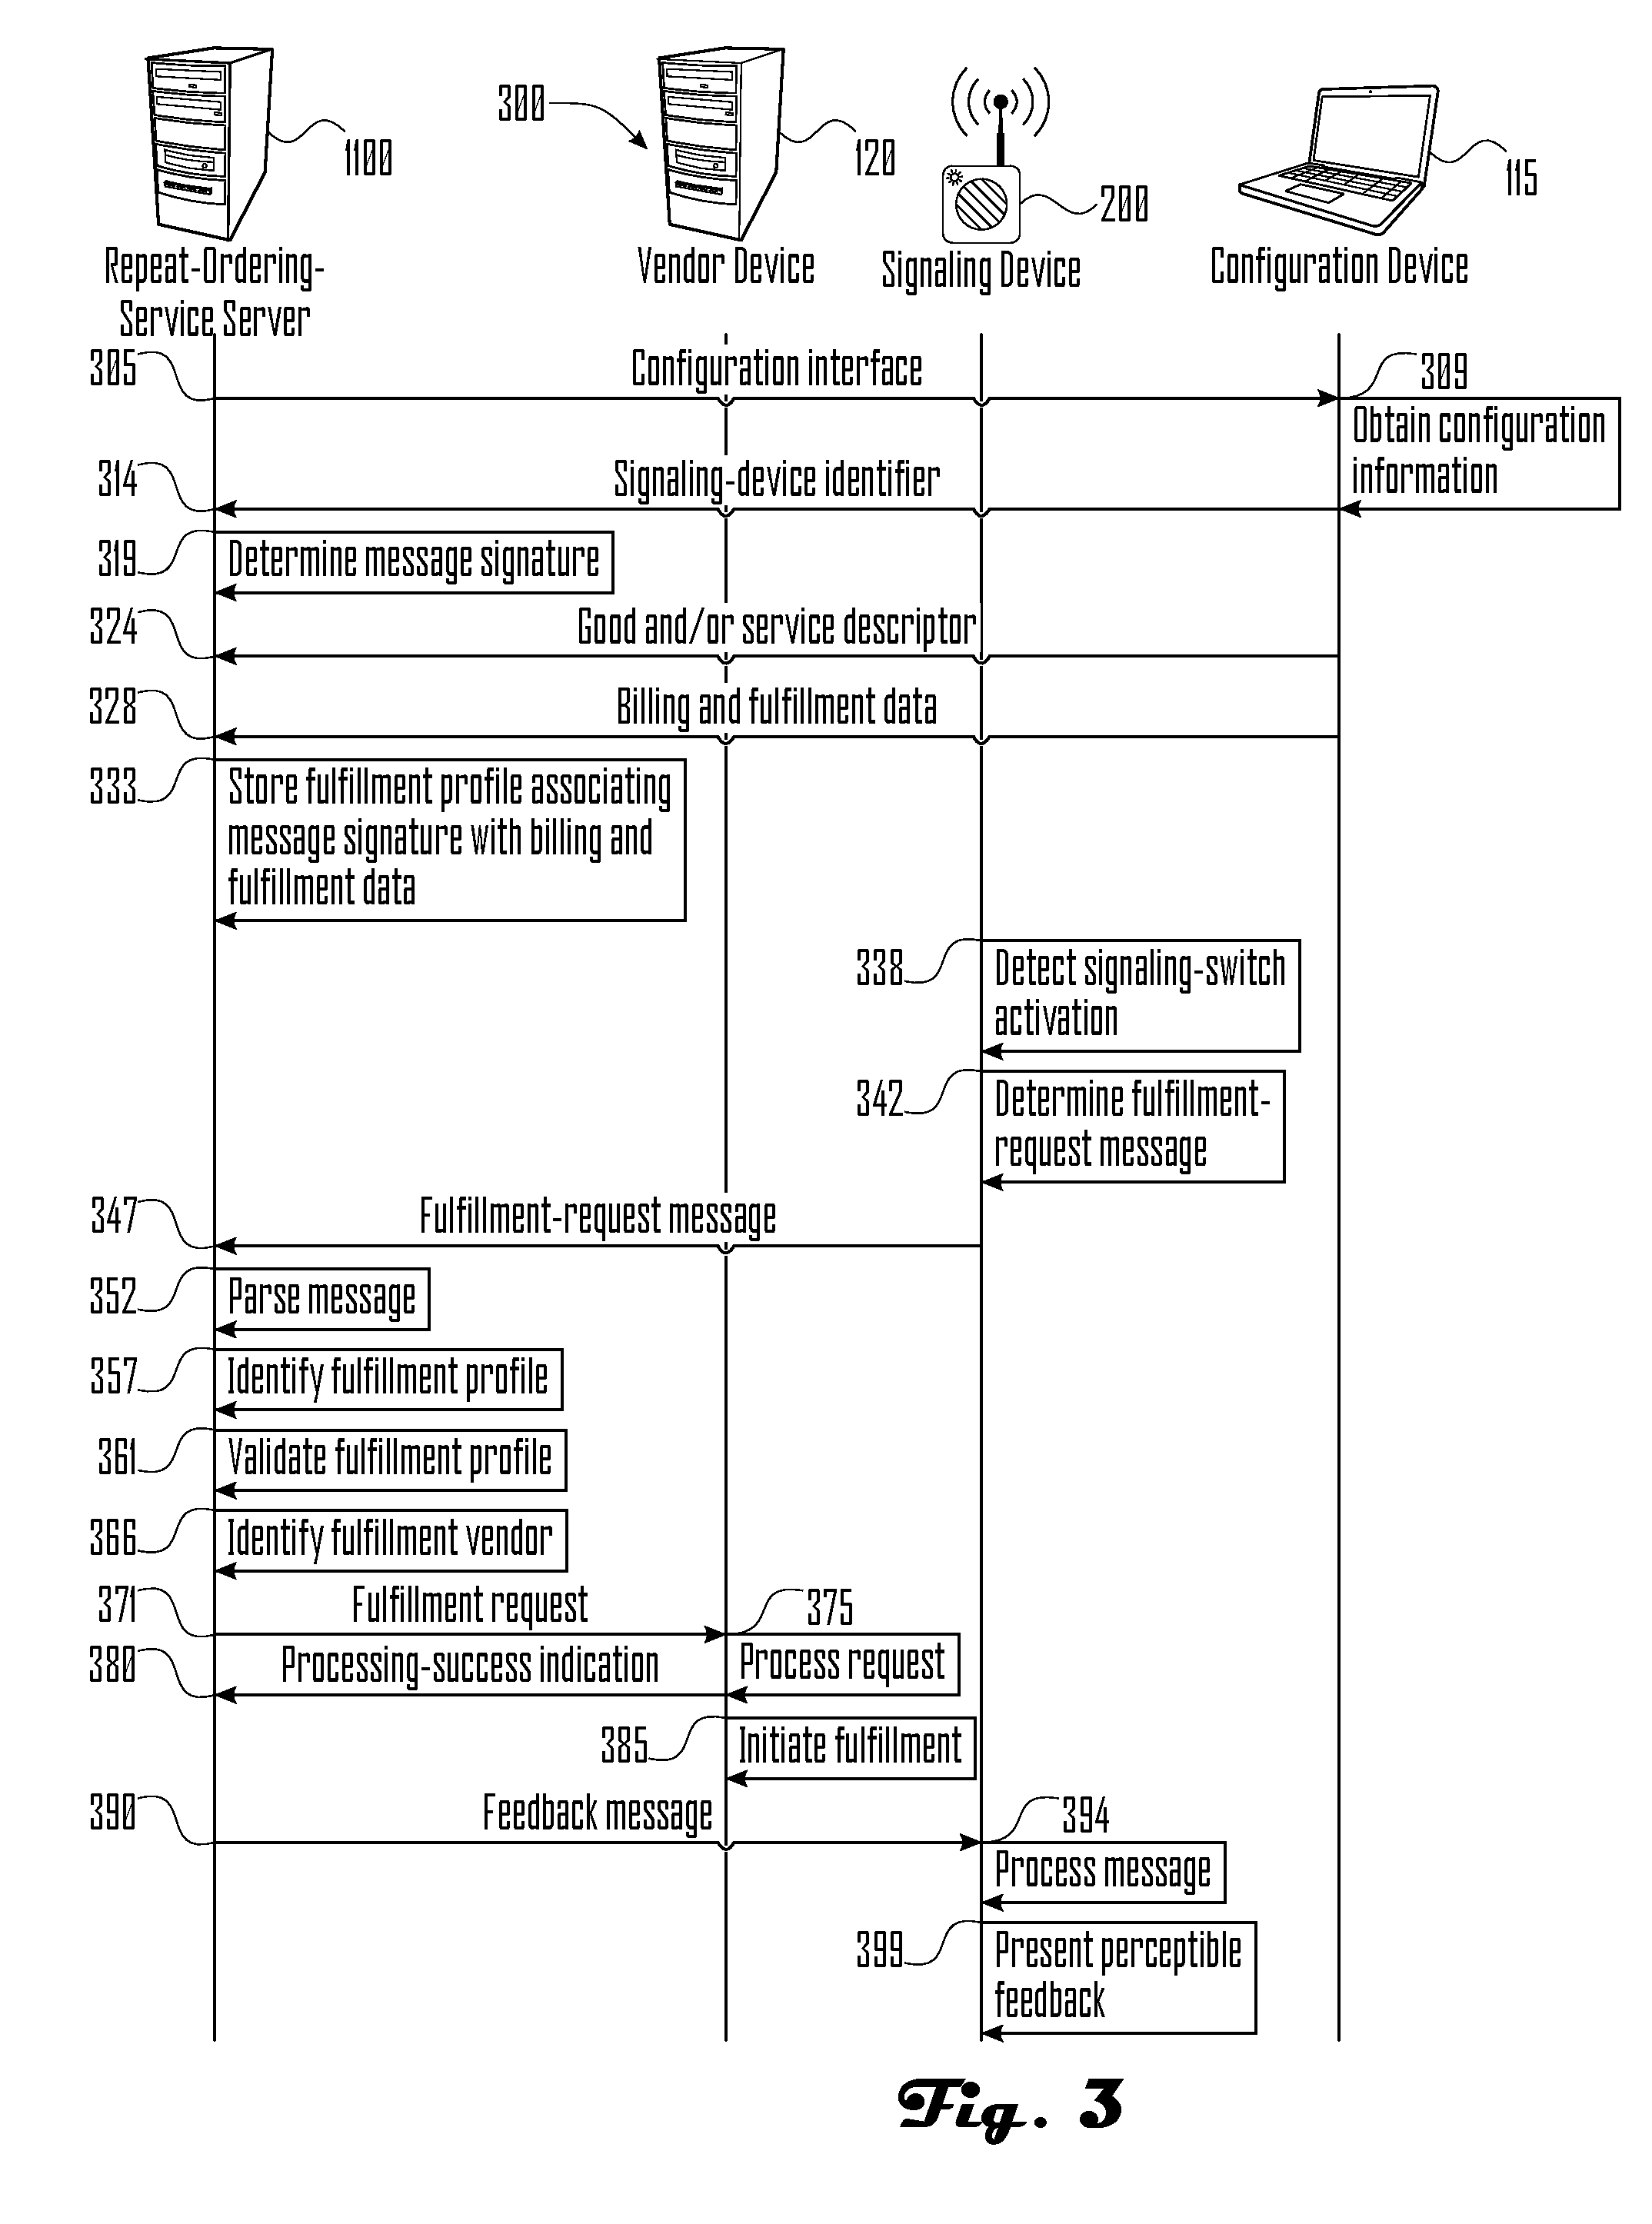 300
1100
120
200
115
Repeat-Ordering-
Service Server
Vendor Device
Signaling Device
Configuration Device
305
Configuration interface
309
Obtain configuration
information
314
Signaling-device identifier
319
Determine message signature
324
Good and/or service descriptor
328
Billing and fulfillment data
333
Store fulfillment profile associating
message signature with billing and
fulfillment data
338
Detect signaling-switch
activation
342
Determine fulfillment-
request message
347
Fulfillment-request message
352
Parse message
357
Identify fulfillment profile
361
Validate fulfillment profile
366
Identify fulfillment vendor
371
Fulfillment request
375
380
Processing-success indication
Process request
385
Initiate fulfillment
390
Feedback message
394
Process message
399
Present perceptible
feedback
Fig. 3